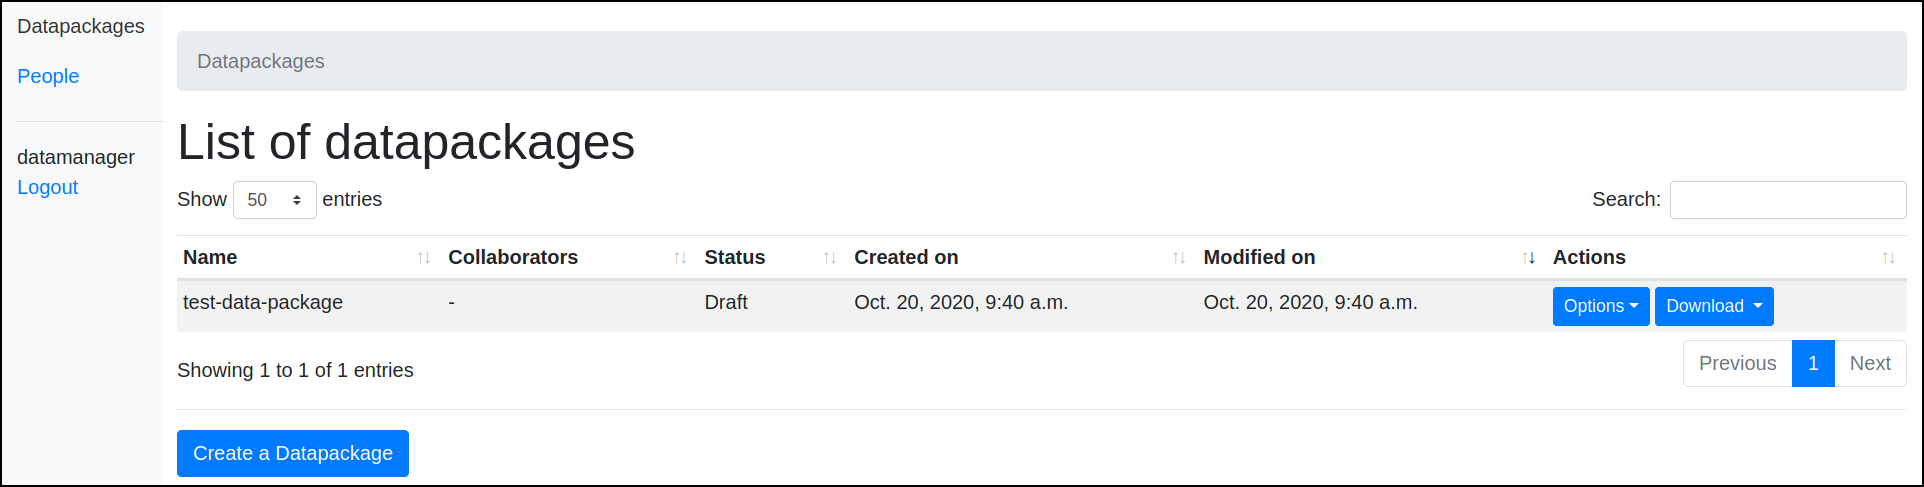 Datapackages
People
datamanager
Logout
Datapackages
List of datapackages
Show 50 entries
Search:
Name Collaborators Status Created on Modified on Actions
test-data-package - Draft Oct. 20, 2020, 9:40 a.m. Oct. 20, 2020, 9:40 a.m. Options Download
Showing 1 to 1 of 1 entries
Previous 1 Next
Create a Datapackage